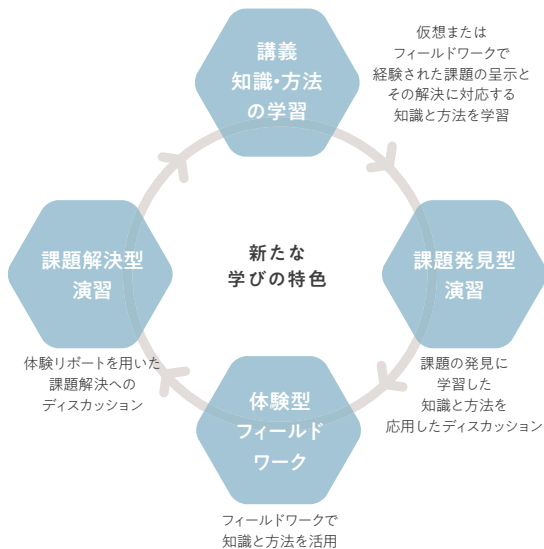 講義
知識・方法
の学習
仮想または
フィールドワークで
経験された課題の呈示と
その解決に対応する
知識と方法を学習
新たな
学びの特色
課題発見型
演習
課題の発見に
学習した
知識と方法を
応用したディスカッション
体験型
フィールド
ワーク
フィールドワークで
知識と方法を活用
課題解決型
演習
体験リポートを用いた
課題解決への
ディスカッション